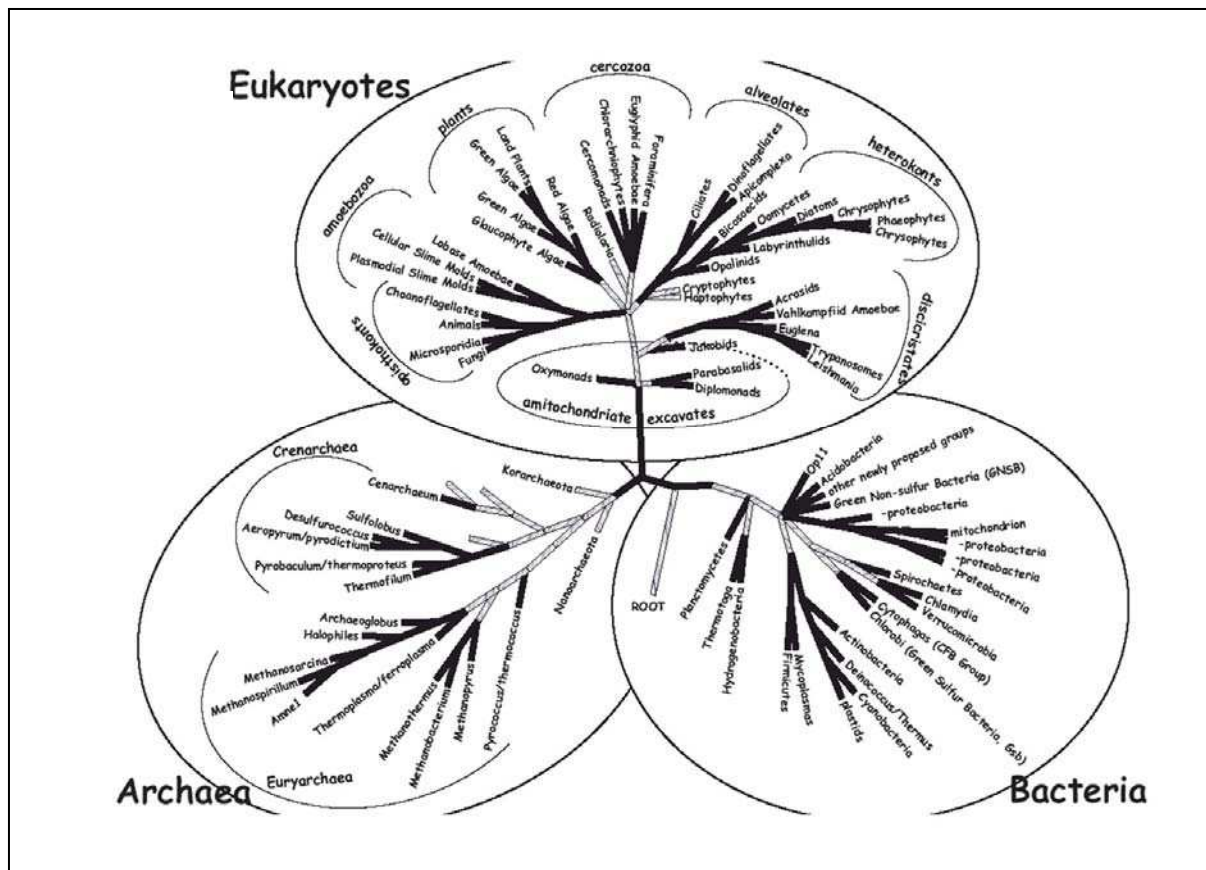 Eukaryotes
cercozoa
alveolates
plants
heterokonts
amoebozoa
opisthokonts
discicristates
Land Plants
Green Algae
Green Algae
Red Algae
Glaucophyte Algae
Radiolaria
Cercomonads
Chlorarchniophytes
Euglyphid Amoebae
Foraminifera
Ciliates
Dinoflagellates
Apicomplexa
Bicosoecids
Oomycetes
Diatoms
Chrysophytes
Phaeophytes
Chrysophytes
Labyrinthulids
Opalinids
Cryptophytes
Haptophytes
Lobose Amoebae
Cellular Slime Molds
Plasmodial Slime Molds
Choanoflagellates
Animals
Microsporidia
Fungi
Acrasids
Vahlkampfiid Amoebae
Euglena
Trypanosomes
Leishmania
Jakobids
Oxymonads
Parabasalids
Diplomonads
amitochondriate excavates
Crenarchaea
Korarchaeota
Cenarchaeum
Sulfolobus
Desulfurococcus
Aeropyrum/pyrodictium
Pyrobaculum/thermoproteus
Thermofilum
Nanoarchaeota
Archaeoglobus
Halophiles
Methanosarcina
Methanospirillum
Amnel
Thermoplasma/ferroplasma
Methanothermus
Methanobacterium
Methanopyrus
Pyrococcus/thermococcus
Euryarchaea
Archaea
ROOT
Op11
Acidobacteria
other newly proposed groups
Green Non-sulfur Bacteria (GNSB)
-proteobacteria
mitochondrion
-proteobacteria
-proteobacteria
-proteobacteria
Spirochaetes
Chlamydia
Verrucomicrobia
Cytophagas (CFB Group)
Chlorobi (Green Sulfur Bacteria, Gsb)
Planctomycetes
Thermotoga
Hydrogenobacteria
Firmicutes
Mycoplasmas
Actinobacteria
Deinococcus/Thermus
Cyanobacteria
plastids
Bacteria